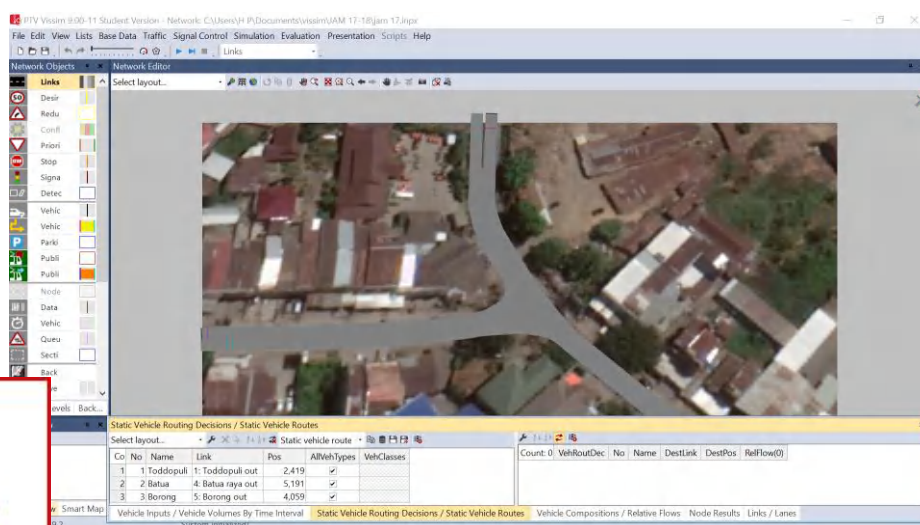 PTV Vissim 9.00-11 Student Version - Network: C:\Users\H P\Documents\vissim\JAM 17-18\jam 17.inpx
File Edit View Lists Base Data Traffic Signal Control Simulation Evaluation Presentation Scripts Help
Links
Network Objects
Network Editor
Links
Select layout...
Desir
Redu
Confl
Priori
Stop
Signa
Detec
Vehic
Vehic
Parki
Publi
Publi
Node
Data
Vehic
Queu
Secti
Back
evels Back...
Static Vehicle Routing Decisions / Static Vehicle Routes
Select layout... Static vehicle route
Co No Name Link Pos AllVehTypes VehClasses
1 1 Toddopuli 1: Toddopuli out 2,419
2 2 Batua 4: Batua raya out 5,191
3 3 Borong 5: Borong out 4,059
Count: 0 VehRoutDec No Name DestLink DestPos RelFlow(0)
Smart Map
Vehicle Inputs / Vehicle Volumes By Time Interval Static Vehicle Routing Decisions / Static Vehicle Routes Vehicle Compositions / Relative Flows Node Results Links / Lanes